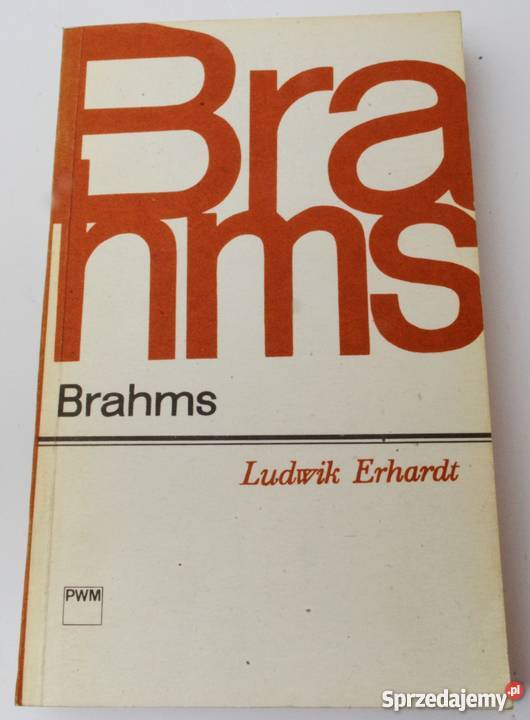 Bra
hms
Brahms
Ludwik Erhardt
PWM
Sprzedajemy.pl